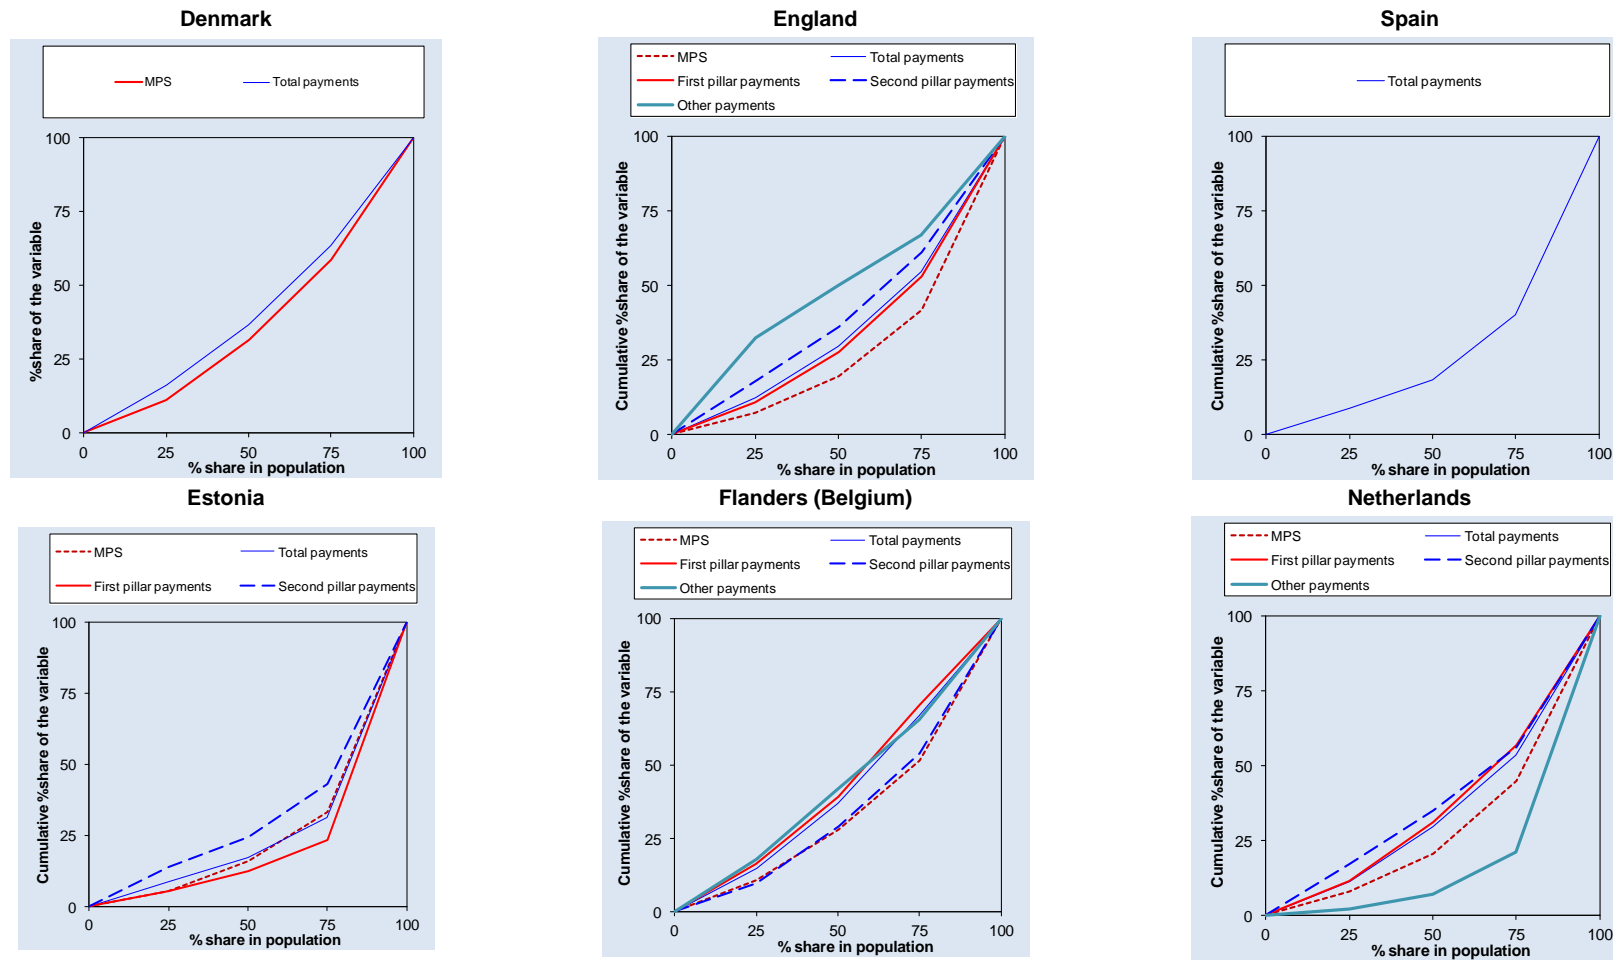 Denmark
MPS Total payments
100
75
50
25
0
0 25 50 75 100
%share of the variable
% share in population
England
MPS Total payments
First pillar payments Second pillar payments
Other payments
100
75
50
25
0
0 25 50 75 100
Cumulative %share of the variable
% share in population
Spain
Total payments
100
75
50
25
0
0 25 50 75 100
Cumulative %share of the variable
% share in population
Estonia
MPS Total payments
First pillar payments Second pillar payments
100
75
50
25
0
0 25 50 75 100
Cumulative %share of the variable
% share in population
Flanders (Belgium)
MPS Total payments
First pillar payments Second pillar payments
Other payments
100
75
50
25
0
0 25 50 75 100
Cumulative %share of the variable
% share in population
Netherlands
MPS Total payments
First pillar payments Second pillar payments
Other payments
100
75
50
25
0
0 25 50 75 100
Cumulative %share of the variable
% share in population